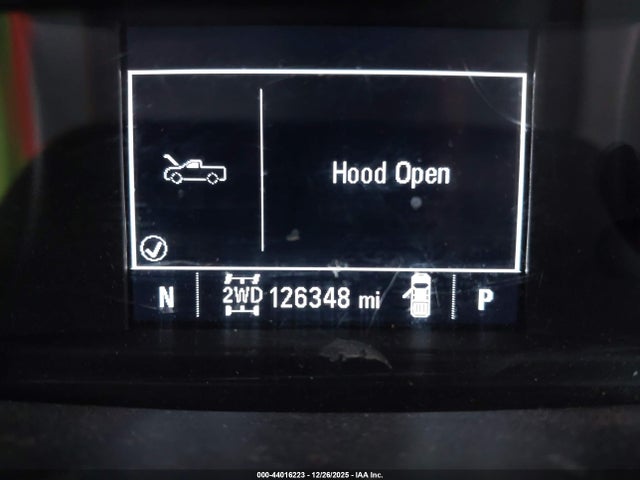 Hood Open
N 2WD 126348 mi P
000-44016223 - 12/26/2025 - IAA Inc.